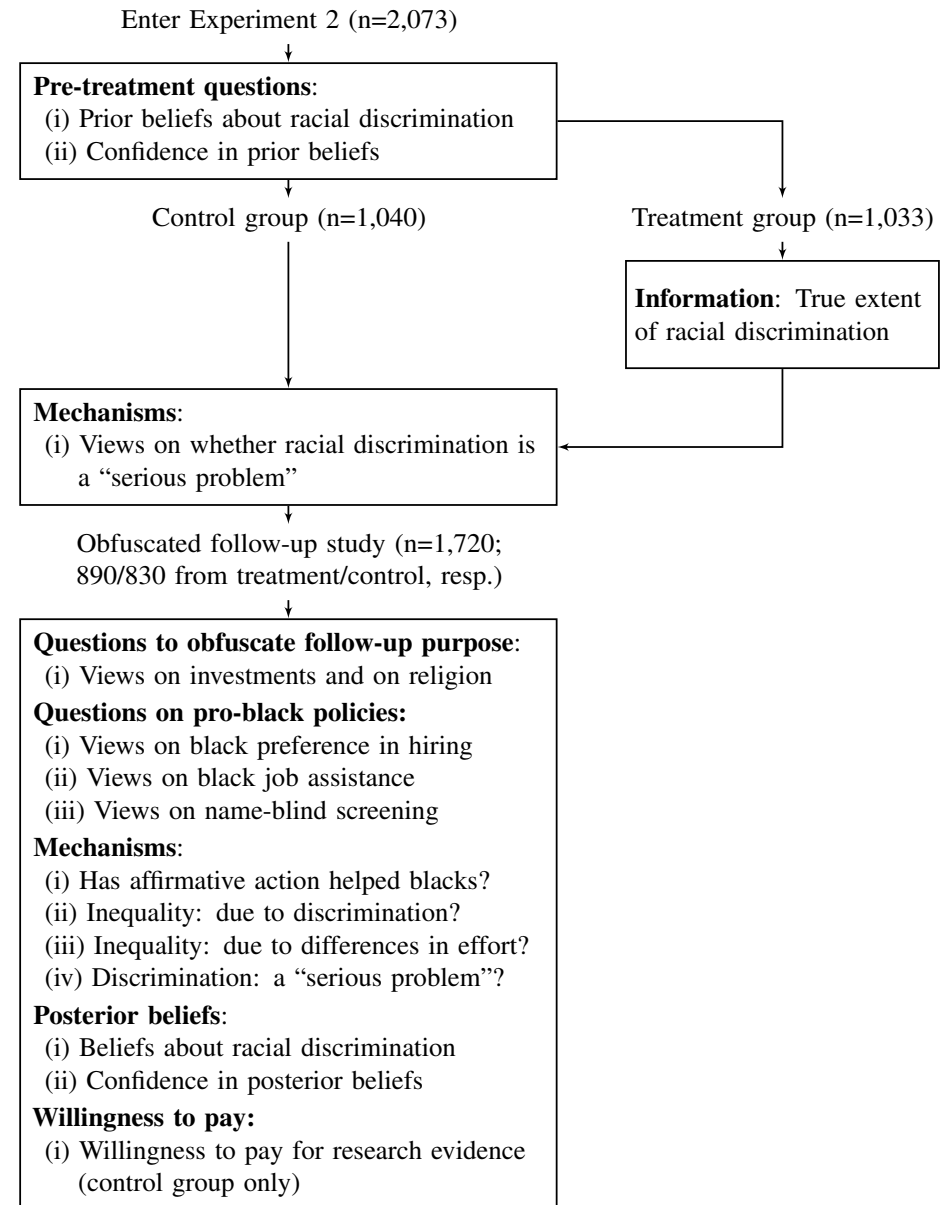 Enter Experiment 2 (n=2,073)
Pre-treatment questions:
(i) Prior beliefs about racial discrimination
(ii) Confidence in prior beliefs
Control group (n=1,040)
Treatment group (n=1,033)
Information: True extent
of racial discrimination
Mechanisms:
(i) Views on whether racial discrimination is
a “serious problem”
Obfuscated follow-up study (n=1,720;
890/830 from treatment/control, resp.)
Questions to obfuscate follow-up purpose:
(i) Views on investments and on religion
Questions on pro-black policies:
(i) Views on black preference in hiring
(ii) Views on black job assistance
(iii) Views on name-blind screening
Mechanisms:
(i) Has affirmative action helped blacks?
(ii) Inequality: due to discrimination?
(iii) Inequality: due to differences in effort?
(iv) Discrimination: a “serious problem”?
Posterior beliefs:
(i) Beliefs about racial discrimination
(ii) Confidence in posterior beliefs
Willingness to pay:
(i) Willingness to pay for research evidence
(control group only)